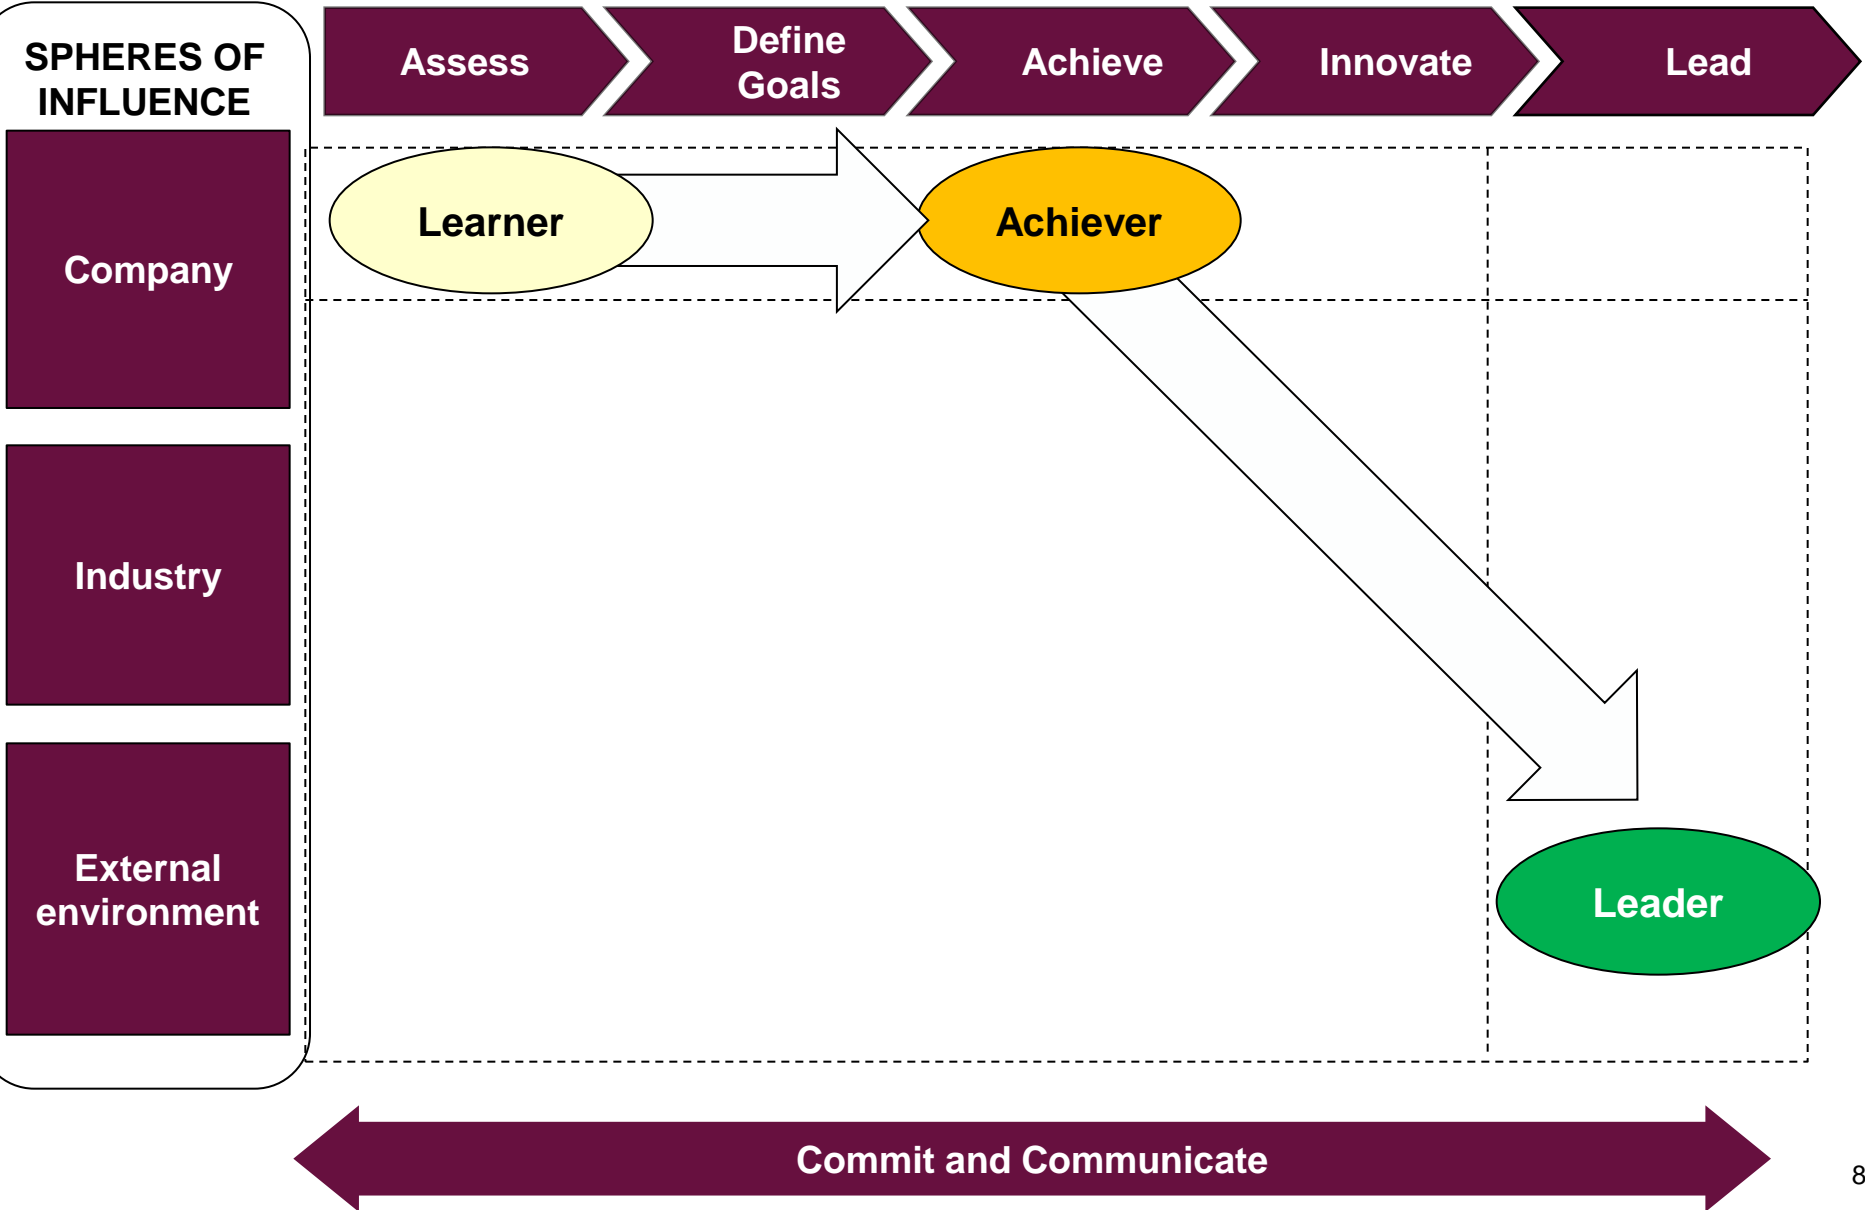 SPHERES OF
INFLUENCE
Assess
Define
Goals
Achieve
Innovate
Lead
Company
Learner
Achiever
Industry
External
environment
Leader
Commit and Communicate
8